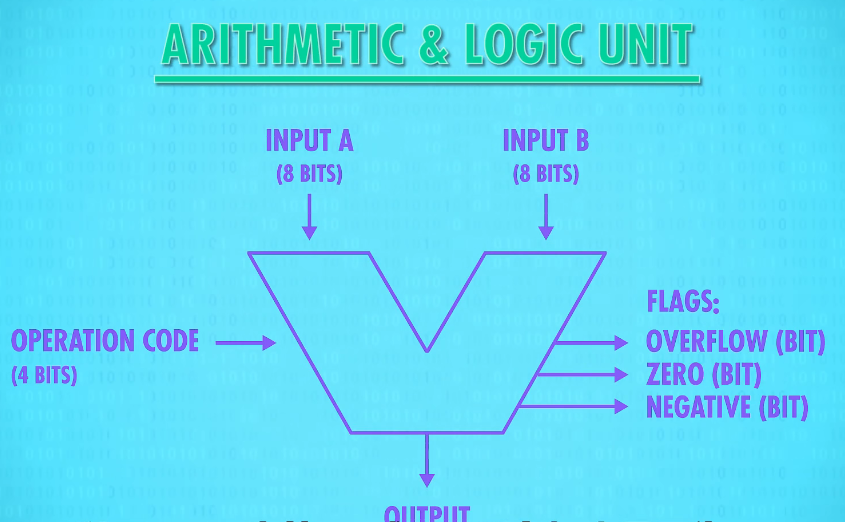 ARITHMETIC & LOGIC UNIT
INPUT A
(8 BITS)
INPUT B
(8 BITS)
OPERATION CODE
(4 BITS)
FLAGS:
OVERFLOW (BIT)
ZERO (BIT)
NEGATIVE (BIT)
OUTPUT